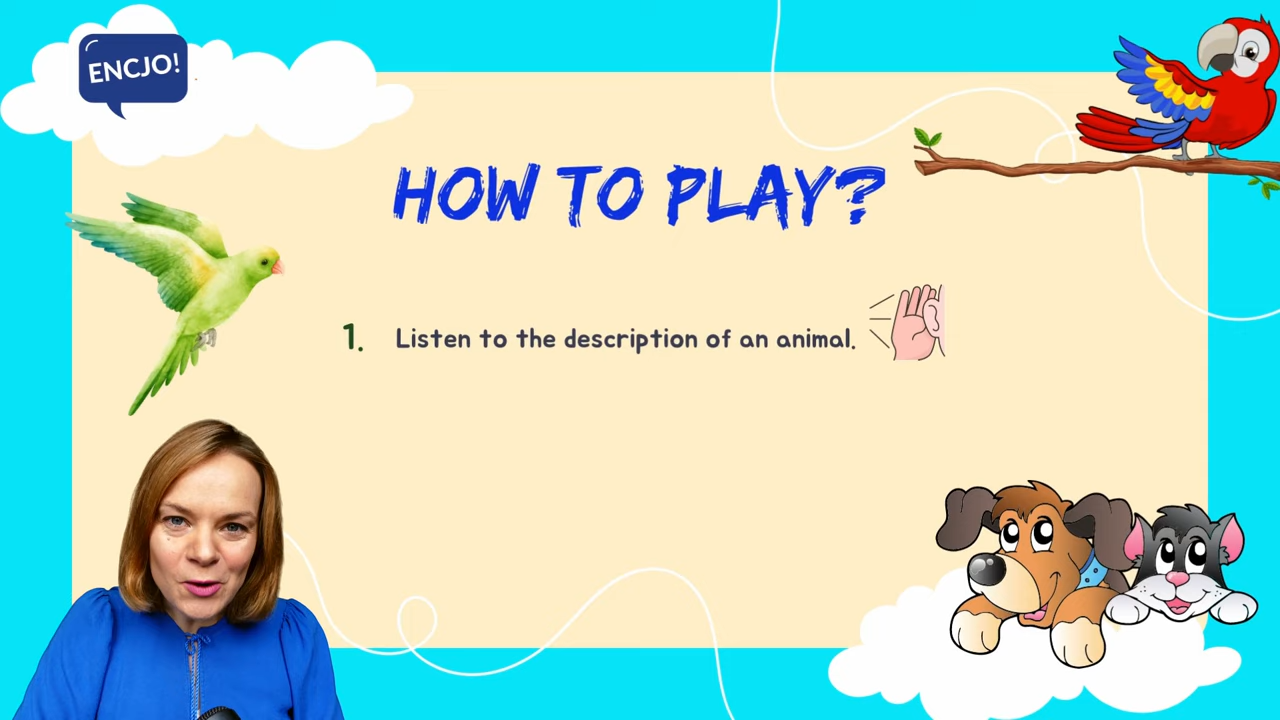 ENCJO!
HOW TO PLAY?
1. Listen to the description of an animal.